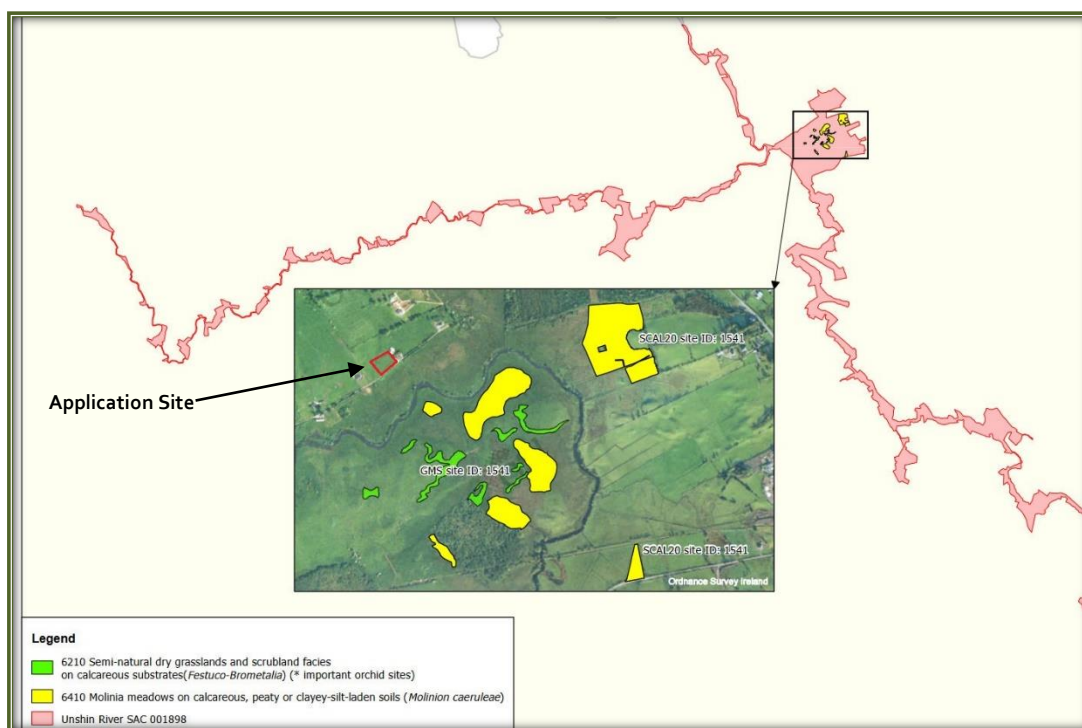 SCAL20 site ID: 1541
Application Site
GMS site ID: 1541
SCAL20 site ID: 1541
Ordnance Survey Ireland
Legend
6210 Semi-natural dry grasslands and scrubland facies
on calcareous substrates(Festuco-Brometalia) (* important orchid sites)
6410 Molinia meadows on calcareous, peaty or clayey-silt-laden soils (Molinion caeruleae)
Unshin River SAC 001898